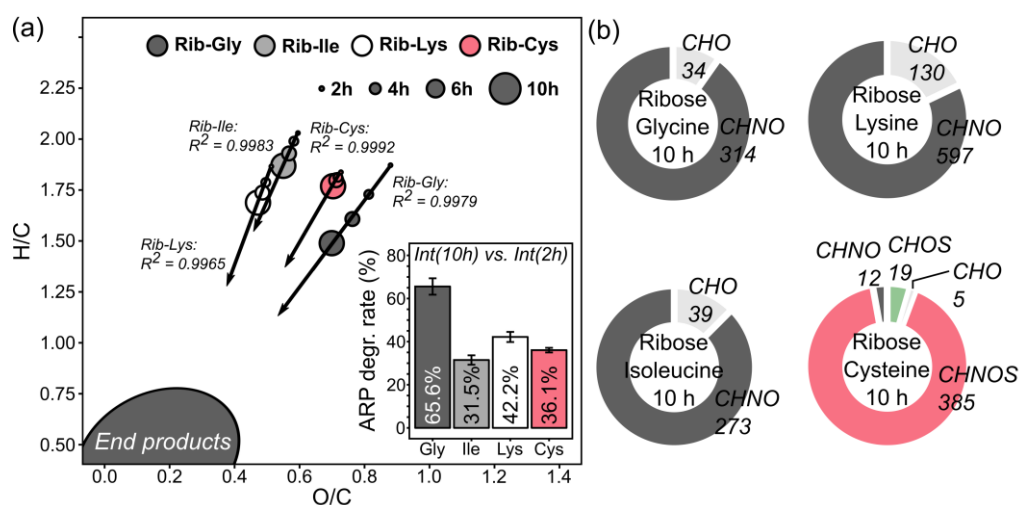 (a)
Rib-Gly Rib-Ile Rib-Lys Rib-Cys
2h 4h 6h 10h
Rib-Ile:
R² = 0.9983
Rib-Cys:
R² = 0.9992
Rib-Gly:
R² = 0.9979
Rib-Lys:
R² = 0.9965
H/C
2.25
2.00
1.75
1.50
1.25
1.00
0.75
0.50
End products
0.0 0.2 0.4 0.6 0.8 1.0 1.2 1.4
O/C
Int(10h) vs. Int(2h)
ARP degr. rate (%)
80
60
40
20
0
65.6%
31.5%
42.2%
36.1%
Gly Ile Lys Cys
(b)
CHO
34
Ribose
Glycine
10 h
CHNO
314
CHO
130
Ribose
Lysine
10 h
CHNO
597
CHO
39
Ribose
Isoleucine
10 h
CHNO
273
CHNO
12
CHOS
19
CHO
5
Ribose
Cysteine
10 h
CHNOS
385